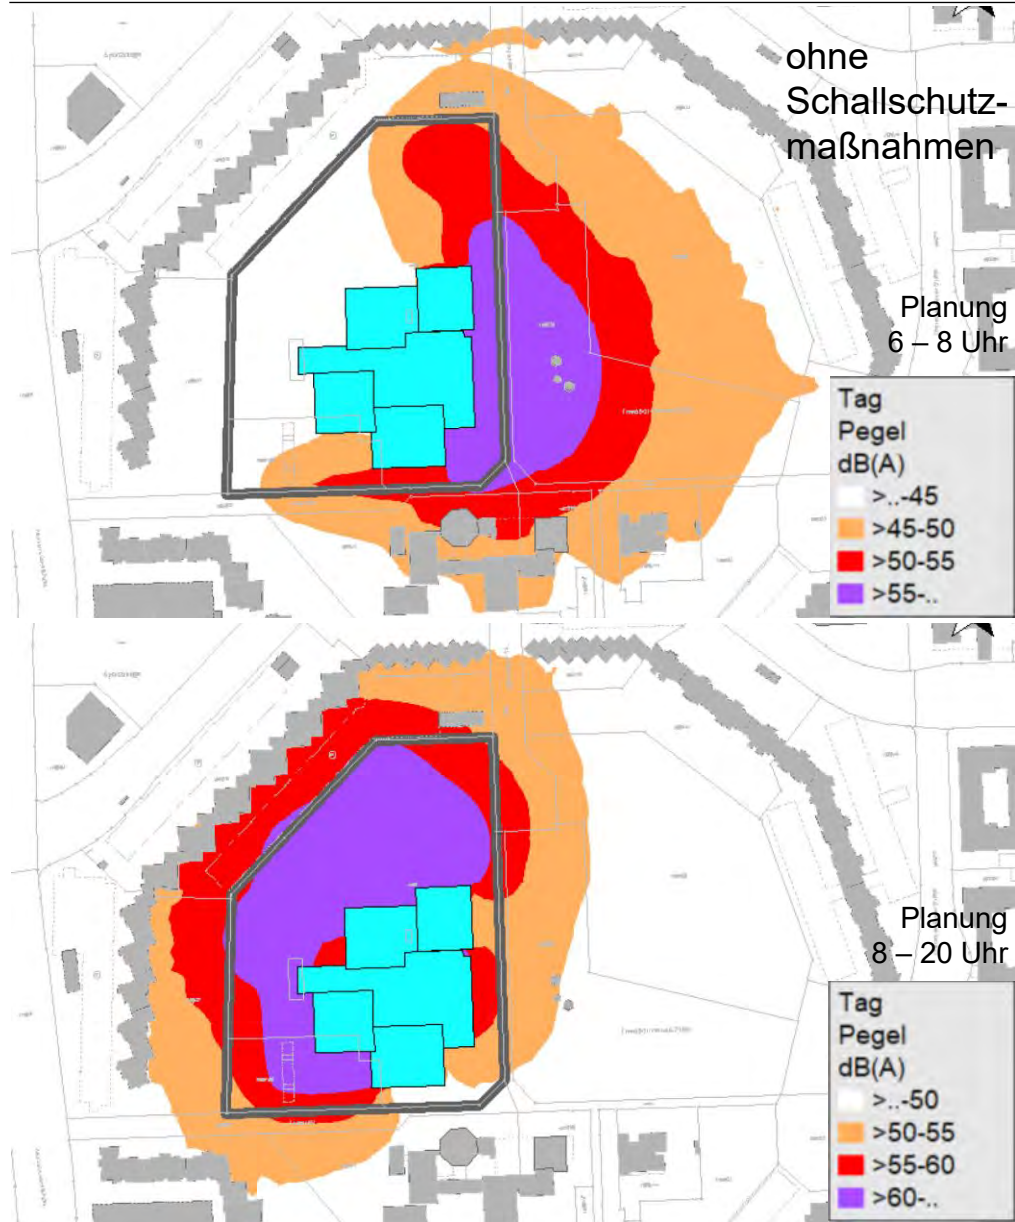 ohne
Schallschutz-
maßnahmen
Planung
6 – 8 Uhr
Tag
Pegel
dB(A)
>..-45
>45-50
>50-55
>55-..
Planung
8 – 20 Uhr
Tag
Pegel
dB(A)
>..-50
>50-55
>55-60
>60-..